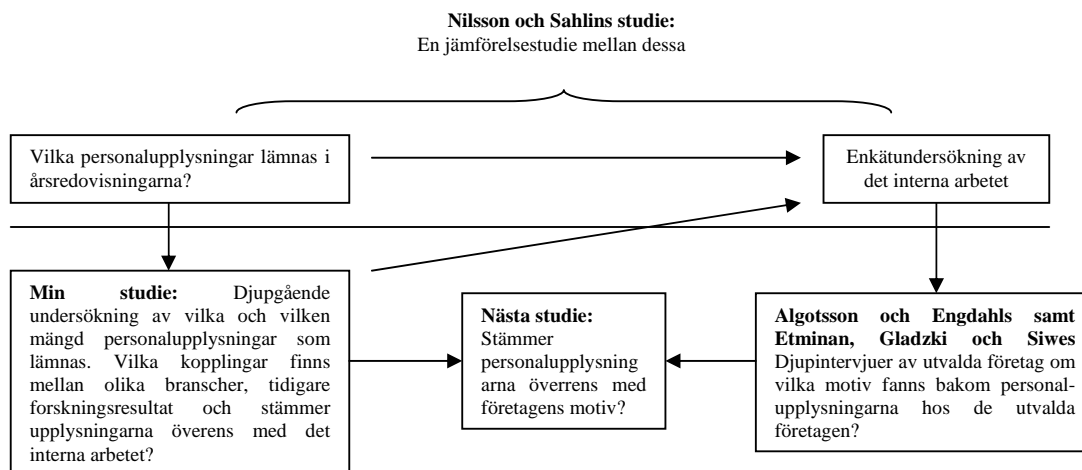 Nilsson och Sahlins studie:
En jämförelsestudie mellan dessa
Vilka personalupplysningar lämnas i
årsredovisningarna?
Enkätundersökning av
det interna arbetet
Min studie: Djupgående
undersökning av vilka och vilken
mängd personalupplysningar som
lämnas. Vilka kopplingar finns
mellan olika branscher, tidigare
forskningsresultat och stämmer
upplysningarna överens med det
interna arbetet?
Nästa studie:
Stämmer
personalupplysning
arna överrens med
företagens motiv?
Algotsson och Engdahls samt
Etminan, Gladzki och Siwes
Djupintervjuer av utvalda företag om
vilka motiv fanns bakom personal-
upplysningarna hos de utvalda
företagen?